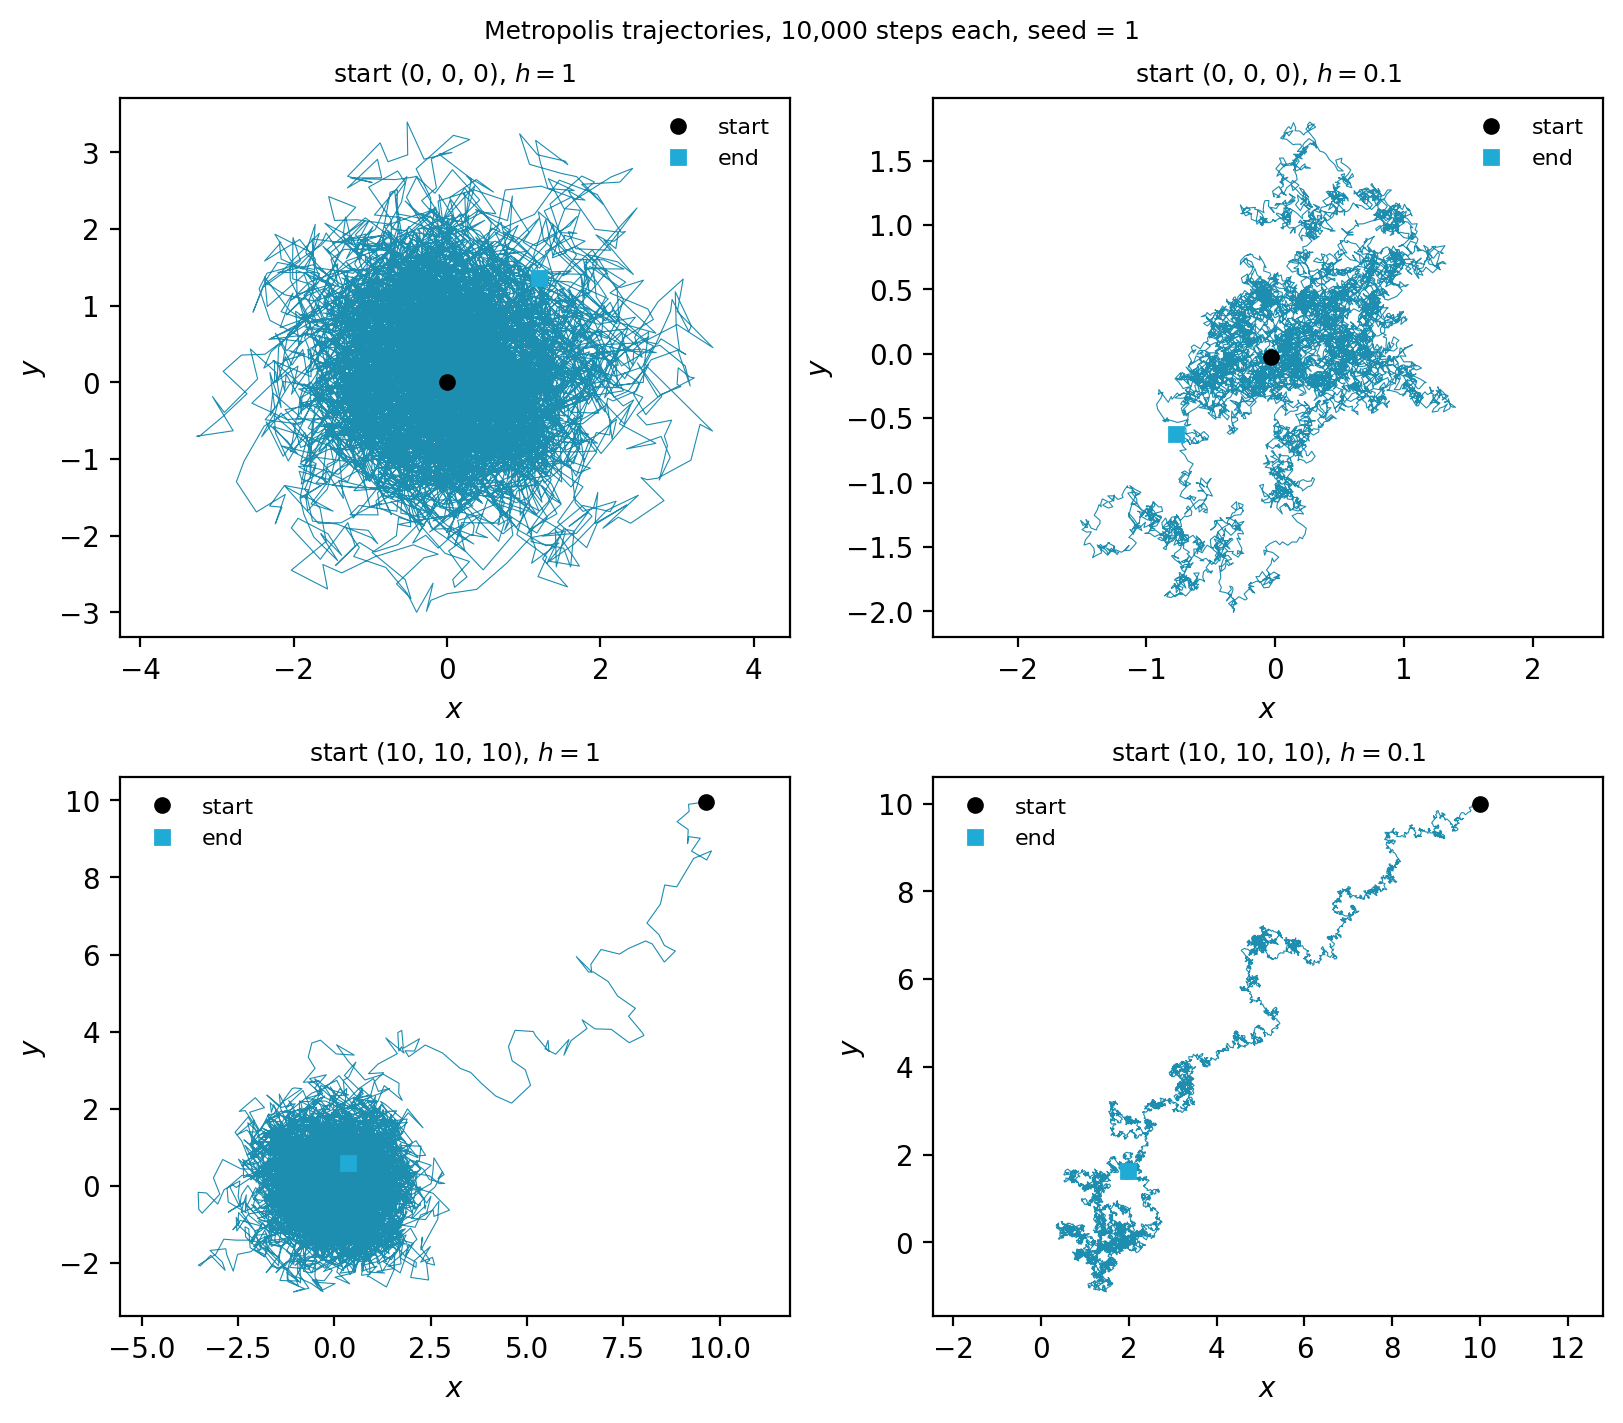 Metropolis trajectories, 10,000 steps each, seed = 1
start (0, 0, 0), h = 1
start
end
3
2
1
0
−1
−2
−3
y
−4
−2
0
2
4
x
start (0, 0, 0), h = 0.1
start
end
1.5
1.0
0.5
0.0
−0.5
−1.0
−1.5
−2.0
y
−2
−1
0
1
2
x
start (10, 10, 10), h = 1
start
end
10
8
6
4
2
0
−2
y
−5.0
−2.5
0.0
2.5
5.0
7.5
10.0
x
start (10, 10, 10), h = 0.1
start
end
10
8
6
4
2
0
y
−2
0
2
4
6
8
10
12
x